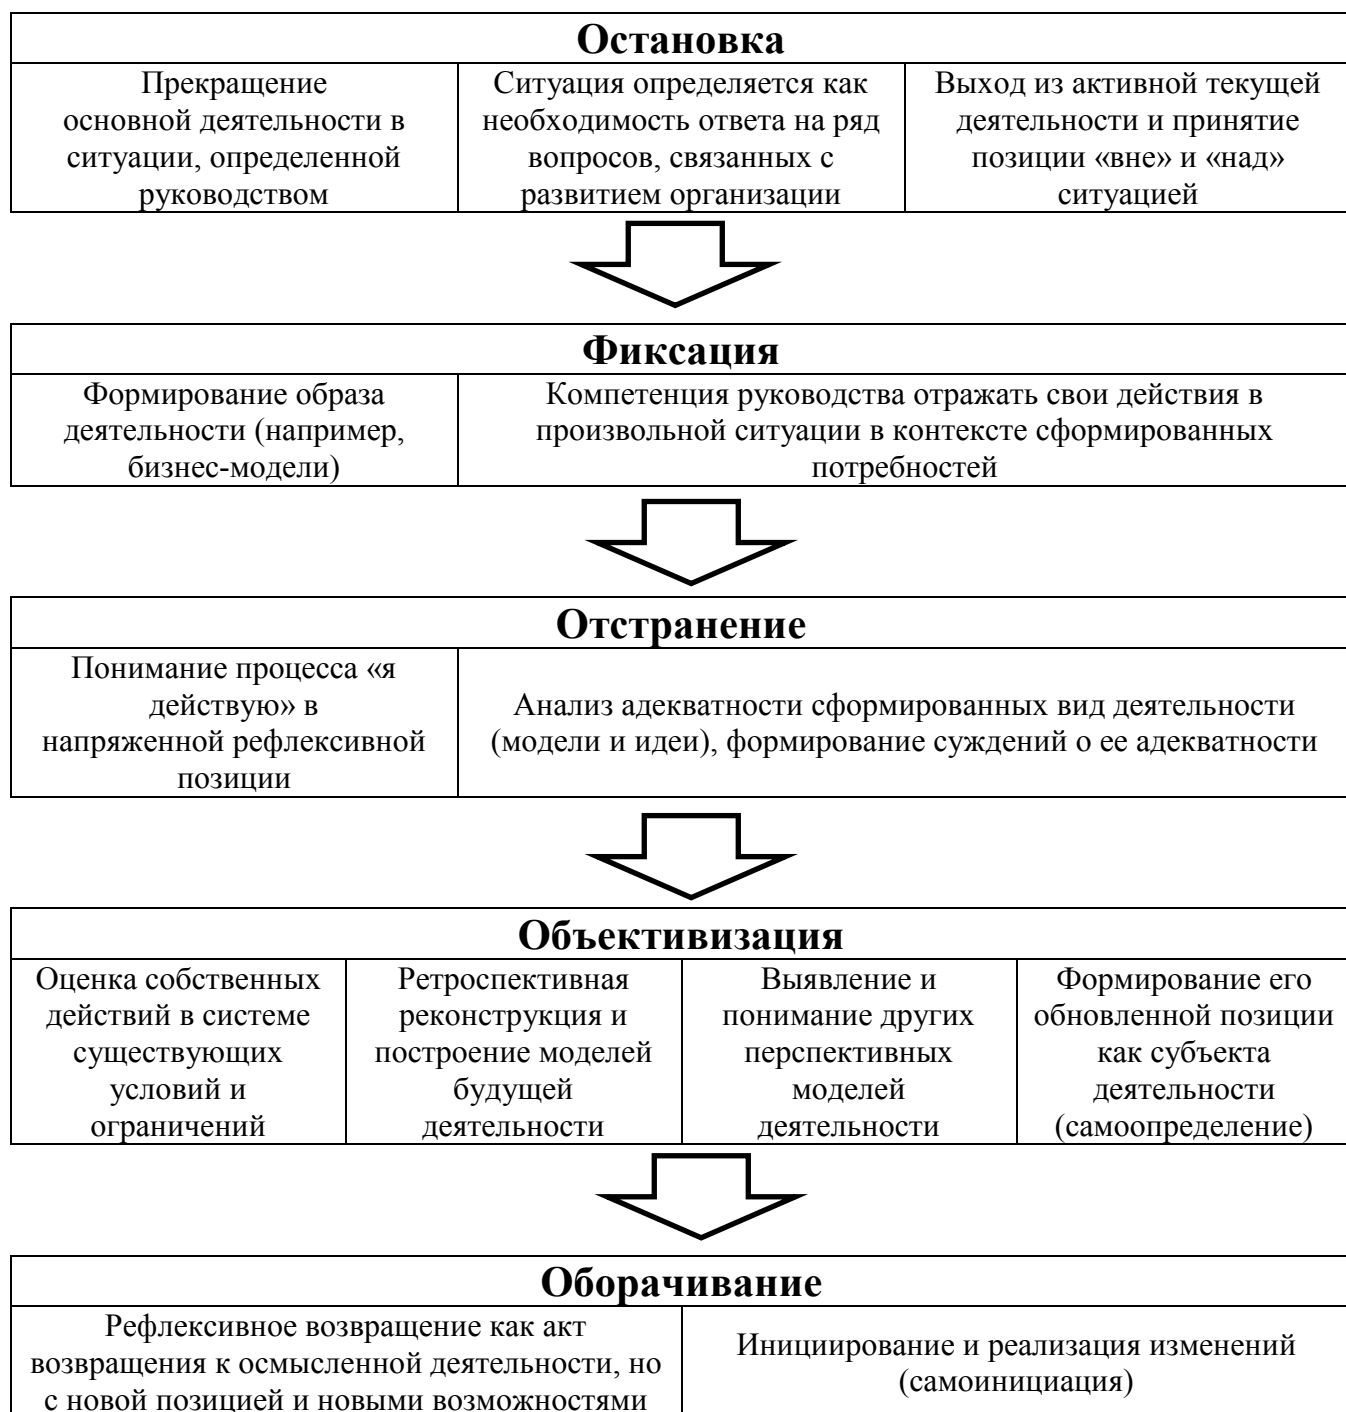 Остановка
Прекращение
основной деятельности в
ситуации, определенной
руководством
Ситуация определяется как
необходимость ответа на ряд
вопросов, связанных с
развитием организации
Выход из активной текущей
деятельности и принятие
позиции «вне» и «над»
ситуацией
Фиксация
Формирование образа
деятельности (например,
бизнес-модели)
Компетенция руководства отражать свои действия в
произвольной ситуации в контексте сформированных
потребностей
Отстранение
Понимание процесса «я
действую» в
напряженной рефлексивной
позиции
Анализ адекватности сформированных вид деятельности
(модели и идеи), формирование суждений о ее адекватности
Объективизация
Оценка собственных
действий в системе
существующих
условий и
ограничений
Ретроспективная
реконструкция и
построение моделей
будущей
деятельности
Выявление и
понимание других
перспективных
моделей
деятельности
Формирование его
обновленной позиции
как субъекта
деятельности
(самоопределение)
Оборачивание
Рефлексивное возвращение как акт
возвращения к осмысленной деятельности, но
с новой позицией и новыми возможностями
Инициирование и реализация изменений
(самоинициация)